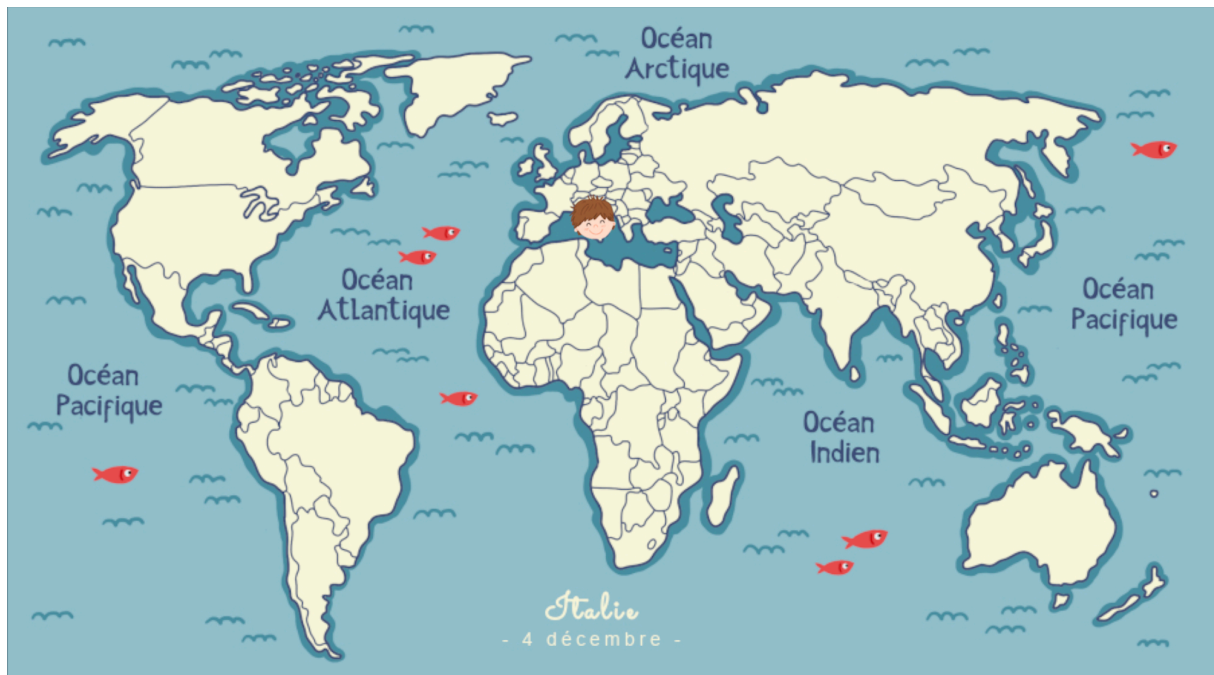 Océan
Arctique
Océan
Atlantique
Océan
Pacifique
Océan
Pacifique
Océan
Indien
Italie
- 4 décembre -